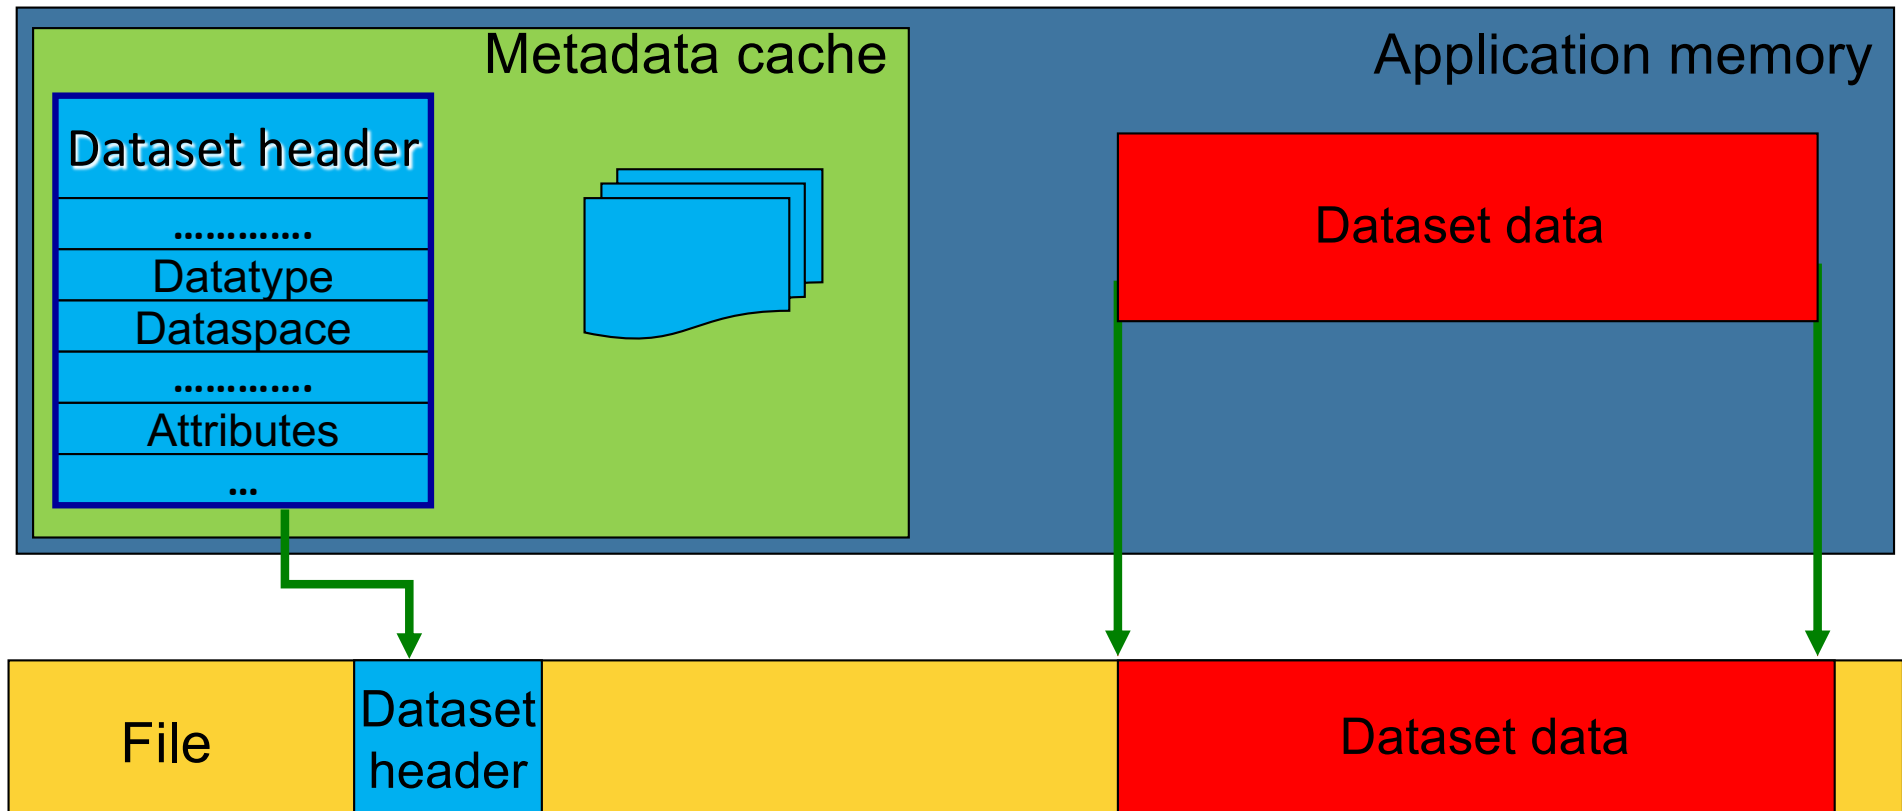 Metadata cache
Application memory
Dataset header
………….
Datatype
Dataspace
………….
Attributes
…
Dataset data
File
Dataset
header
Dataset data